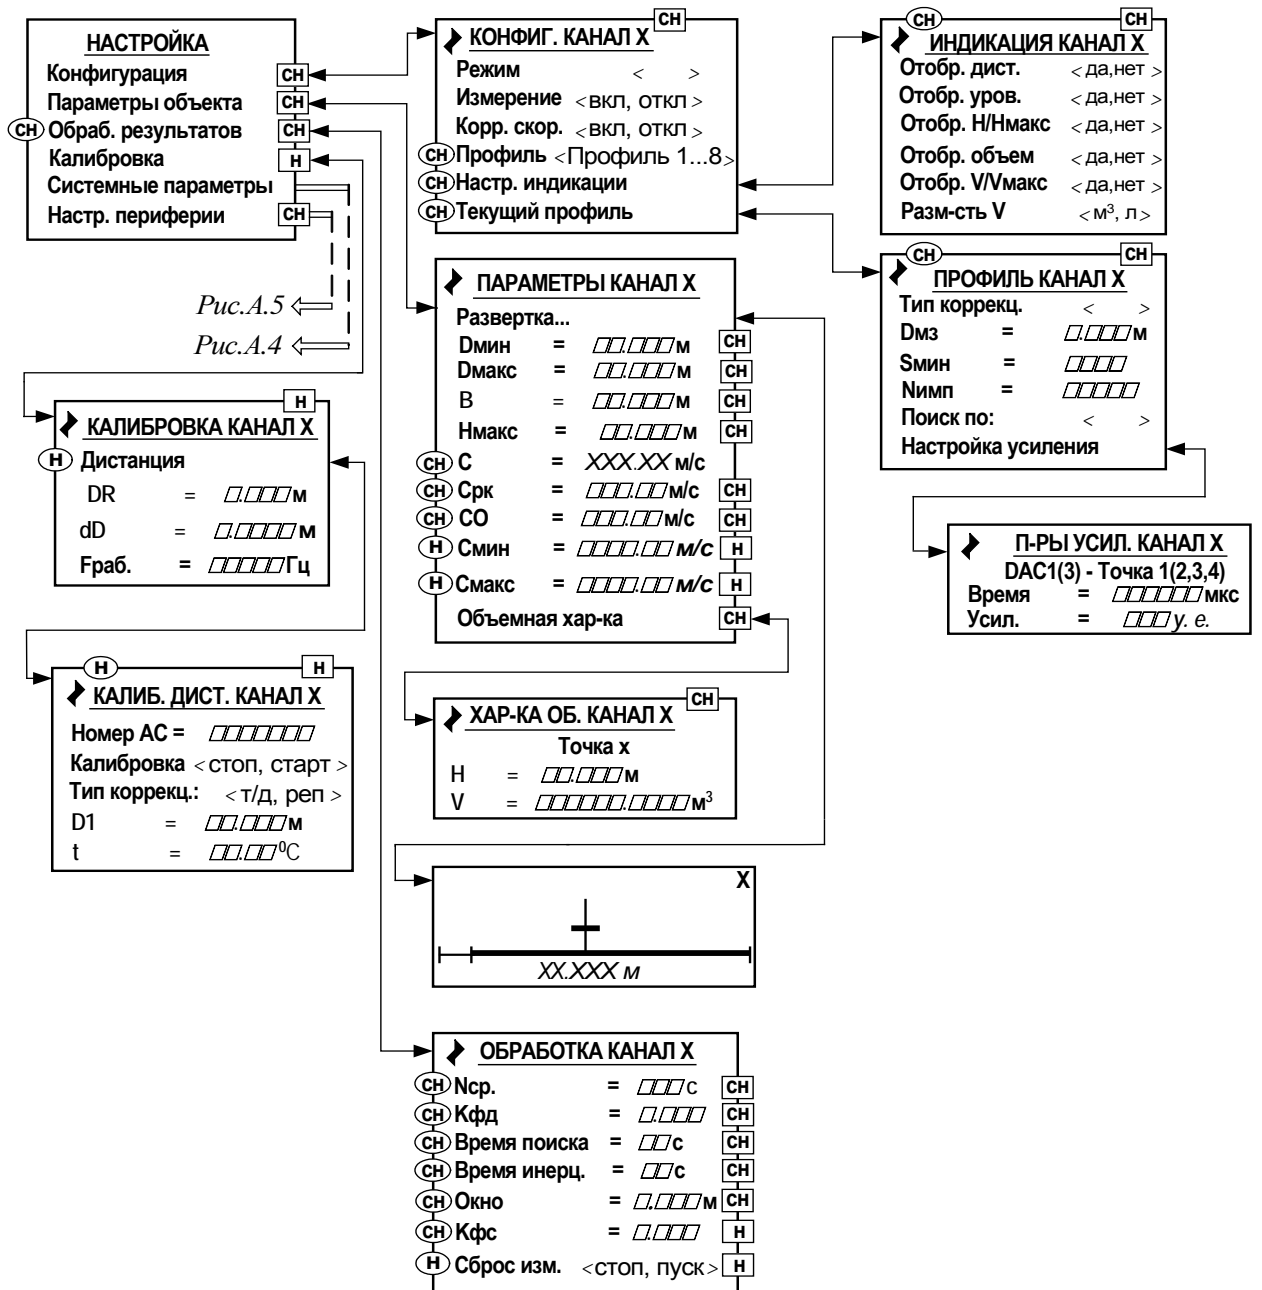 НАСТРОЙКА
Конфигурация СН
Параметры объекта СН
СН Обраб. результатов СН
Калибровка Н
Системные параметры
Настр. периферии СН
Рис.А.5
Рис.А.4
СН
КОНФИГ. КАНАЛ X
Режим < >
Измерение <вкл, откл>
Корр. скор. <вкл, откл>
СН Профиль <Профиль 1...8>
СН Настр. индикации
СН Текущий профиль
СН СН
ИНДИКАЦИЯ КАНАЛ X
Отобр. дист. <да,нет>
Отобр. уров. <да,нет>
Отобр. Н/Нмакс <да,нет>
Отобр. объем <да,нет>
Отобр. V/Vмакс <да,нет>
Разм-сть V <м³, л>
СН СН
ПРОФИЛЬ КАНАЛ X
Тип коррекц. < >
Dмз = .м
Sмин =
Nимп =
Поиск по: < >
Настройка усиления
П-РЫ УСИЛ. КАНАЛ X
DAC1(3) - Точка 1(2,3,4)
Время = мкс
Усил. = у. е.
ПАРАМЕТРЫ КАНАЛ X
Развертка...
Dмин = .м СН
Dмакс = .м СН
В = .м СН
Нмакс = .м СН
СН С = XXX.XX м/с
СН Срк = .м/с СН
СН СО = .м/с СН
Н Смин = .м/с Н
Н Смакс = .м/с Н
Объемная хар-ка СН
Н
КАЛИБРОВКА КАНАЛ X
Н Дистанция
DR = .м
dD = .м
Fраб. = Гц
Н Н
КАЛИБ. ДИСТ. КАНАЛ X
Номер АС =
Калибровка <стоп, старт>
Тип коррекц.: <т/д, реп>
D1 = .м
t = .⁰С
СН
ХАР-КА ОБ. КАНАЛ X
Точка х
Н = .м
V = .м³
X
XX.XXX м
ОБРАБОТКА КАНАЛ X
СН Nср. = с СН
СН Кфд = . СН
СН Время поиска = с СН
СН Время инерц. = с СН
СН Окно = .м СН
СН Кфс = . Н
Н Сброс изм. <стоп, пуск> Н